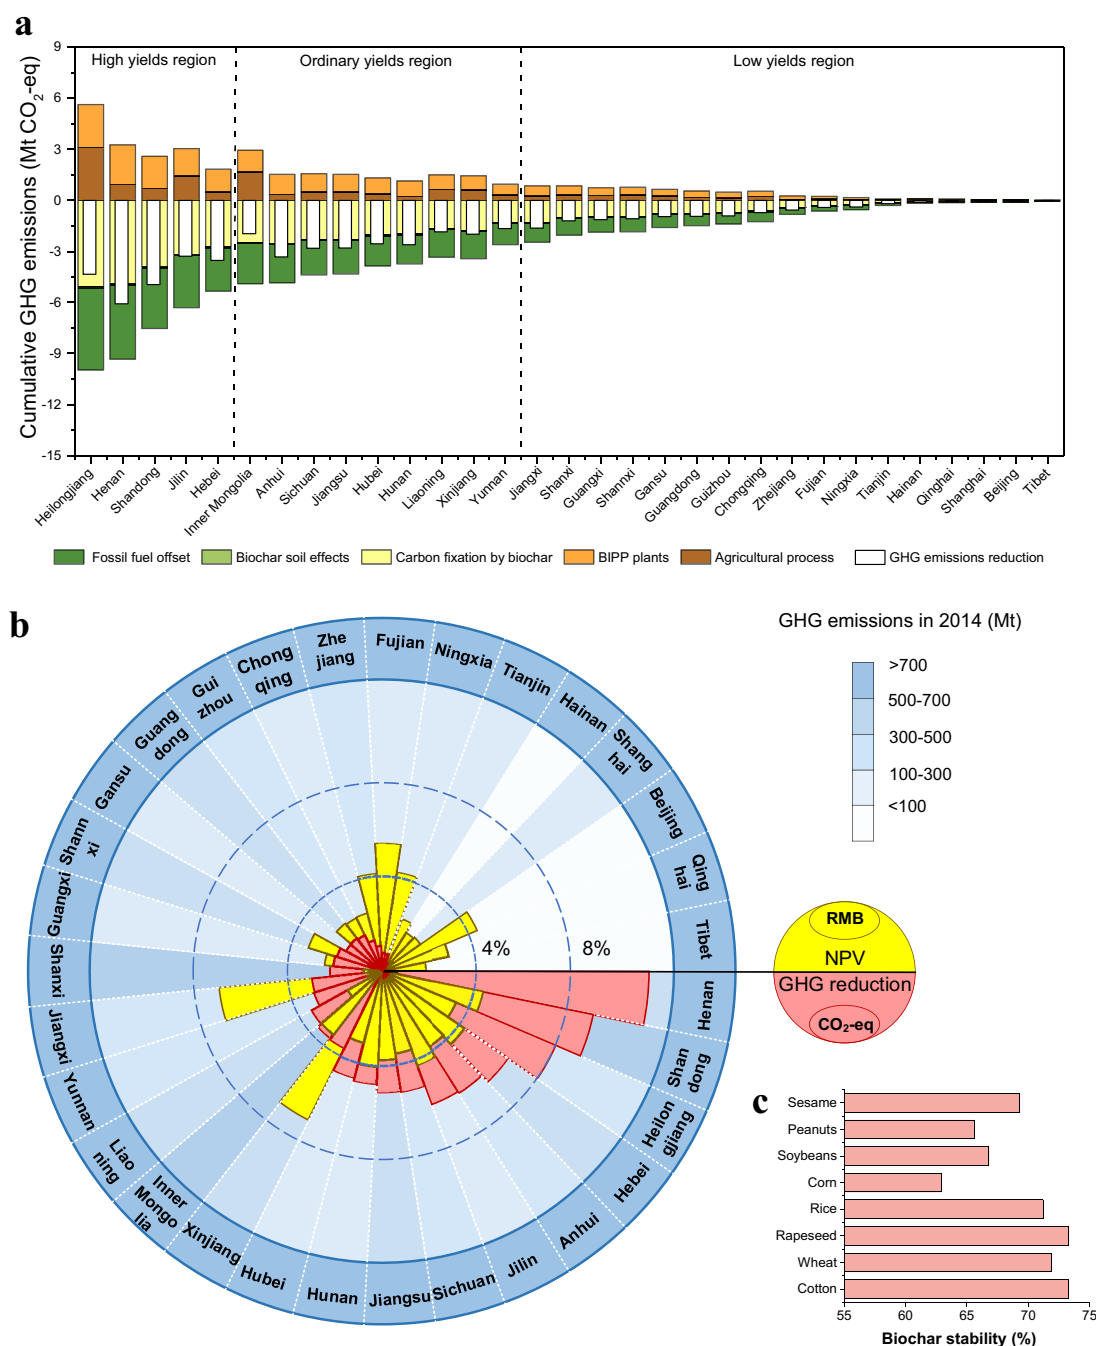 a
Cumulative GHG emissions (Mt CO2-eq)
9
6
3
0
-3
-6
-9
-12
-15
High yields region
Ordinary yields region
Low yields region
Heilongjiang
Henan
Shandong
Jilin
Hebei
Inner Mongolia
Anhui
Sichuan
Jiangsu
Hubei
Hunan
Liaoning
Xinjiang
Yunnan
Jiangxi
Shanxi
Guangxi
Shannxi
Gansu
Guangdong
Guizhou
Chongqing
Zhejiang
Fujian
Ningxia
Tianjin
Hainan
Qinghai
Shanghai
Beijing
Tibet
Fossil fuel offset
Biochar soil effects
Carbon fixation by biochar
BIPP plants
Agricultural process
GHG emissions reduction
b
Fujian
Ningxia
Tianjin
Hainan
Shang
hai
Beijing
Qing
hai
Tibet
Henan
Shan
dong
Heilon
gjiang
Hebei
Anhui
Jilin
Sichuan
Jiangsu
Hunan
Hubei
Xinjiang
Inner
Mongo
lia
Liao
ning
Yunnan
Jiangxi
Shanxi
Guangxi
Shann
xi
Gansu
Guang
dong
Gui
zhou
Chong
qing
Zhe
jiang
4%
8%
GHG emissions in 2014 (Mt)
>700
500-700
300-500
100-300
<100
RMB
NPV
GHG reduction
CO2-eq
c
Sesame
Peanuts
Soybeans
Corn
Rice
Rapeseed
Wheat
Cotton
55
60
65
70
75
Biochar stability (%)